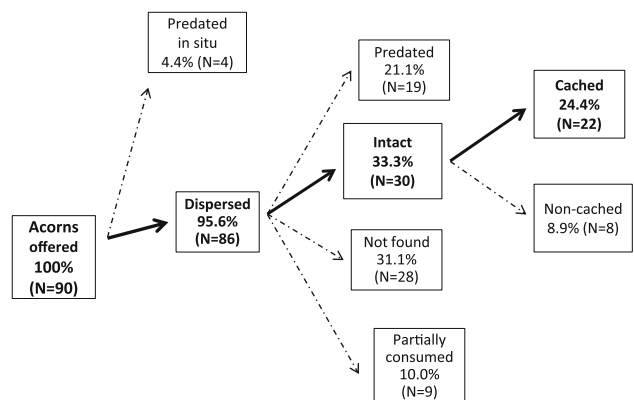 Acorns
offered
100%
(N=90)
Predated
in situ
4.4% (N=4)
Dispersed
95.6%
(N=86)
Predated
21.1%
(N=19)
Intact
33.3%
(N=30)
Not found
31.1%
(N=28)
Partially
consumed
10.0%
(N=9)
Cached
24.4%
(N=22)
Non-cached
8.9% (N=8)